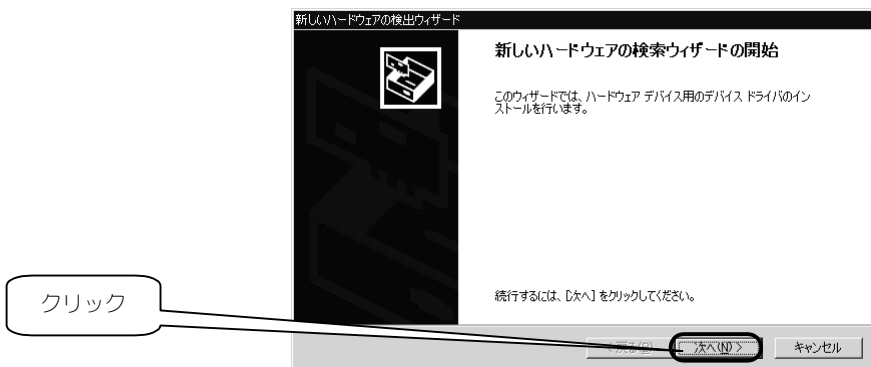 新しいハードウェアの検出ウィザード
新しいハードウェアの検索ウィザードの開始
このウィザードでは、ハードウェア デバイス用のデバイス ドライバのイン
ストールを行います。
続行するには、[次へ] をクリックしてください。
クリック
< 戻る(B)
次へ(N) >
キャンセル